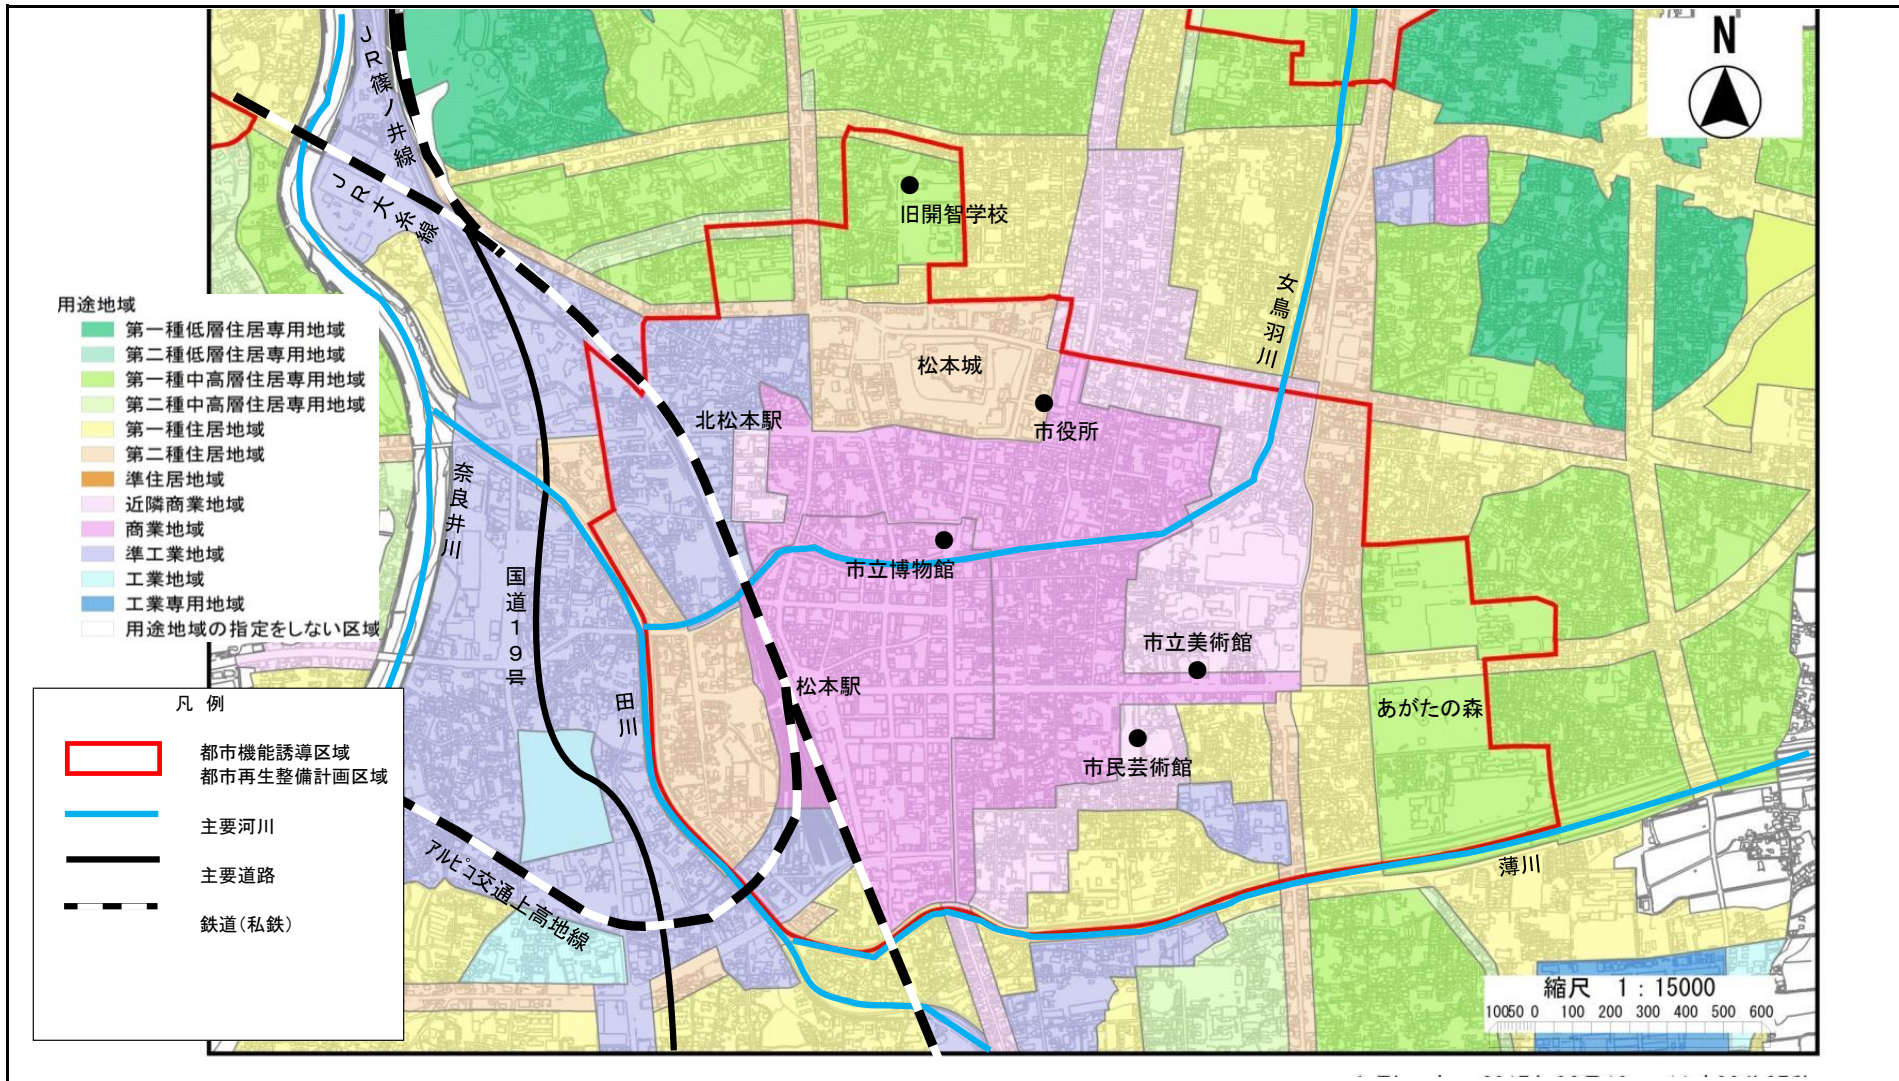 N
JR篠ノ井線
JR大糸線
旧開智学校
女鳥羽川
用途地域
第一種低層住居専用地域
第二種低層住居専用地域
第一種中高層住居専用地域
第二種中高層住居専用地域
第一種住居地域
第二種住居地域
準住居地域
近隣商業地域
商業地域
準工業地域
工業地域
工業専用地域
用途地域の指定をしない区域
松本城
北松本駅
市役所
奈良井川
国道19号
市立博物館
市立美術館
松本駅
田川
あがたの森
市民芸術館
凡 例
都市機能誘導区域
都市再生整備計画区域
主要河川
主要道路
鉄道(私鉄)
アルピコ交通上高地線
薄川
縮尺 1:15000
100 50 0 100 200 300 400 500 600